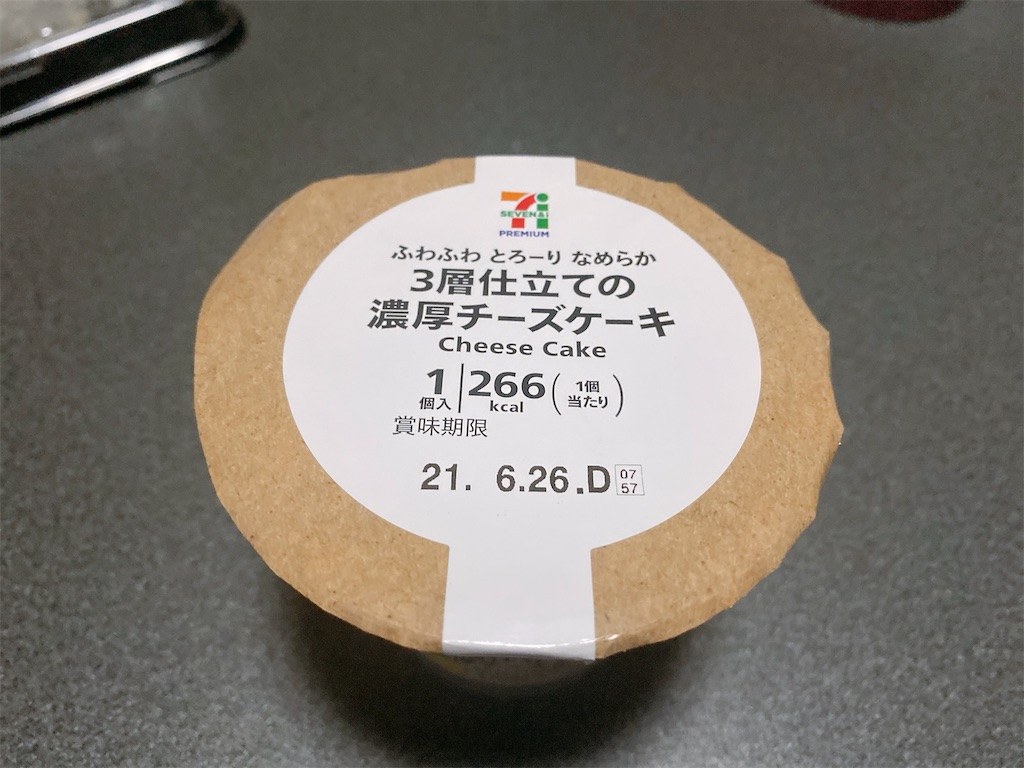 SEVEN & i
PREMIUM
ふわふわ とろーり なめらか
3層仕立ての
濃厚チーズケーキ
Cheese Cake
1個入 266kcal (1個当たり)
賞味期限
21. 6.26.D 07 57